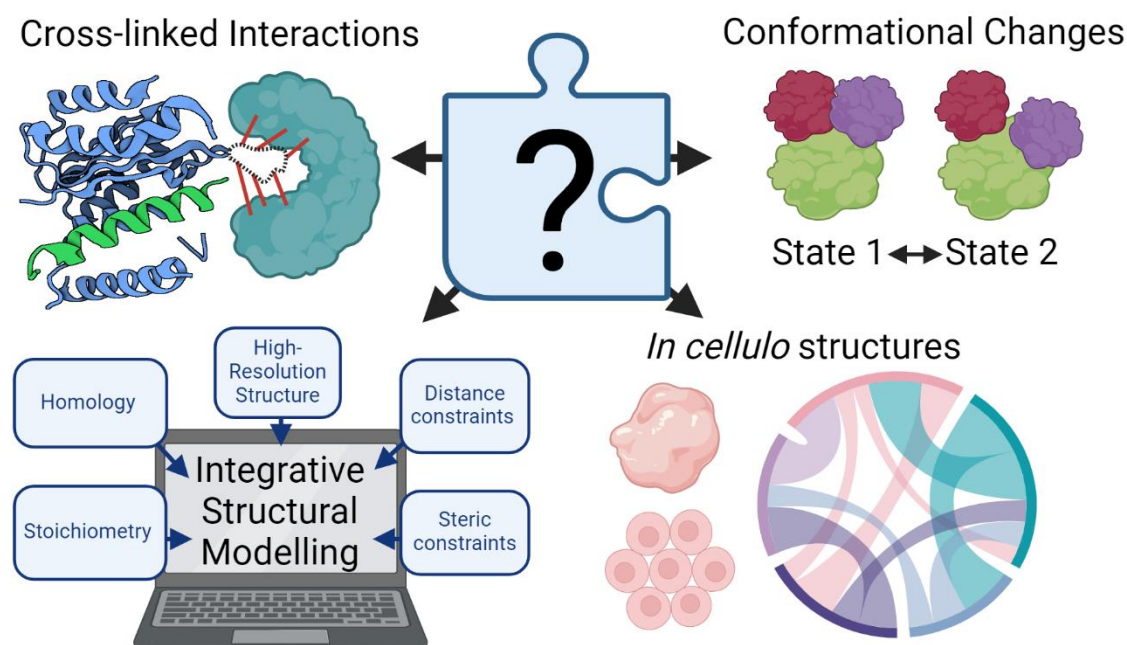 Cross-linked Interactions
Conformational Changes
?
State 1
State 2
High-
Resolution
Structure
Homology
Distance
constraints
Stoichiometry
Steric
constraints
Integrative
Structural
Modelling
In cellulo structures